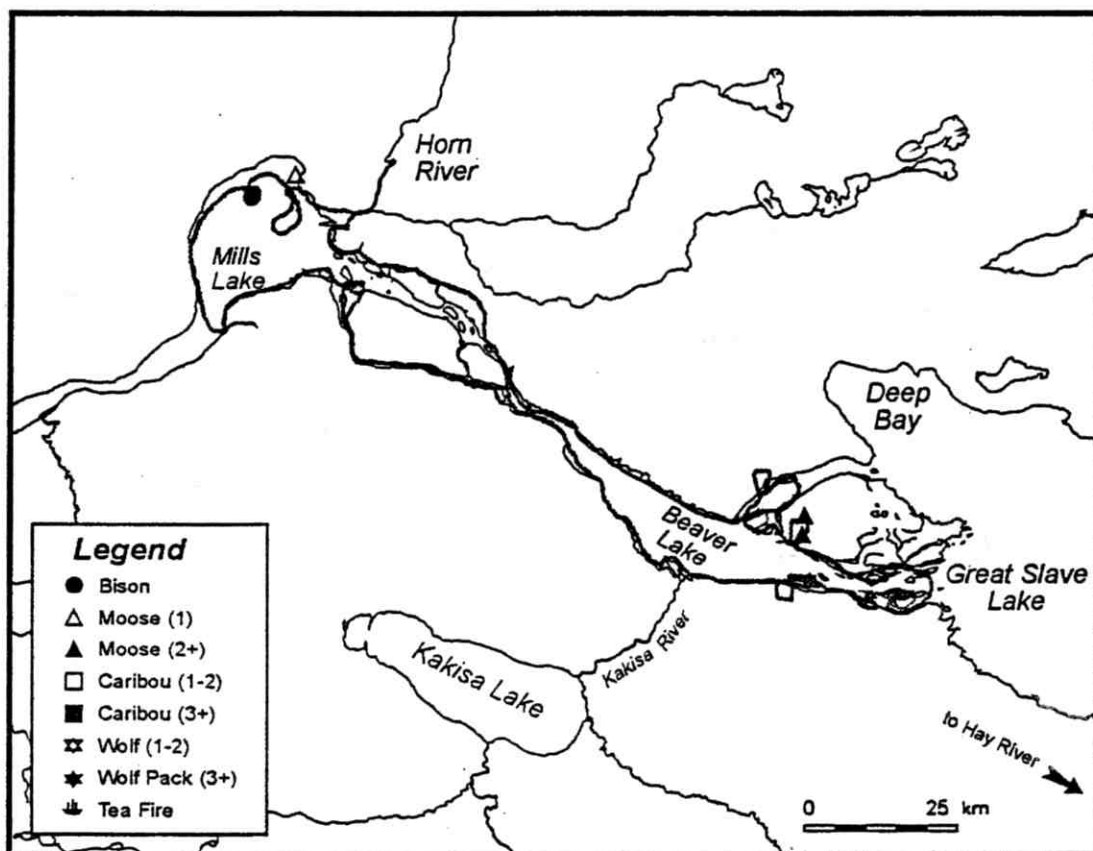 Horn
River
Mills
Lake
Deep
Bay
Beaver
Lake
Great Slave
Lake
Kakisa River
Kakisa Lake
to Hay River
Legend
Bison
Moose (1)
Moose (2+)
Caribou (1-2)
Caribou (3+)
Wolf (1-2)
Wolf Pack (3+)
Tea Fire
0 25 km